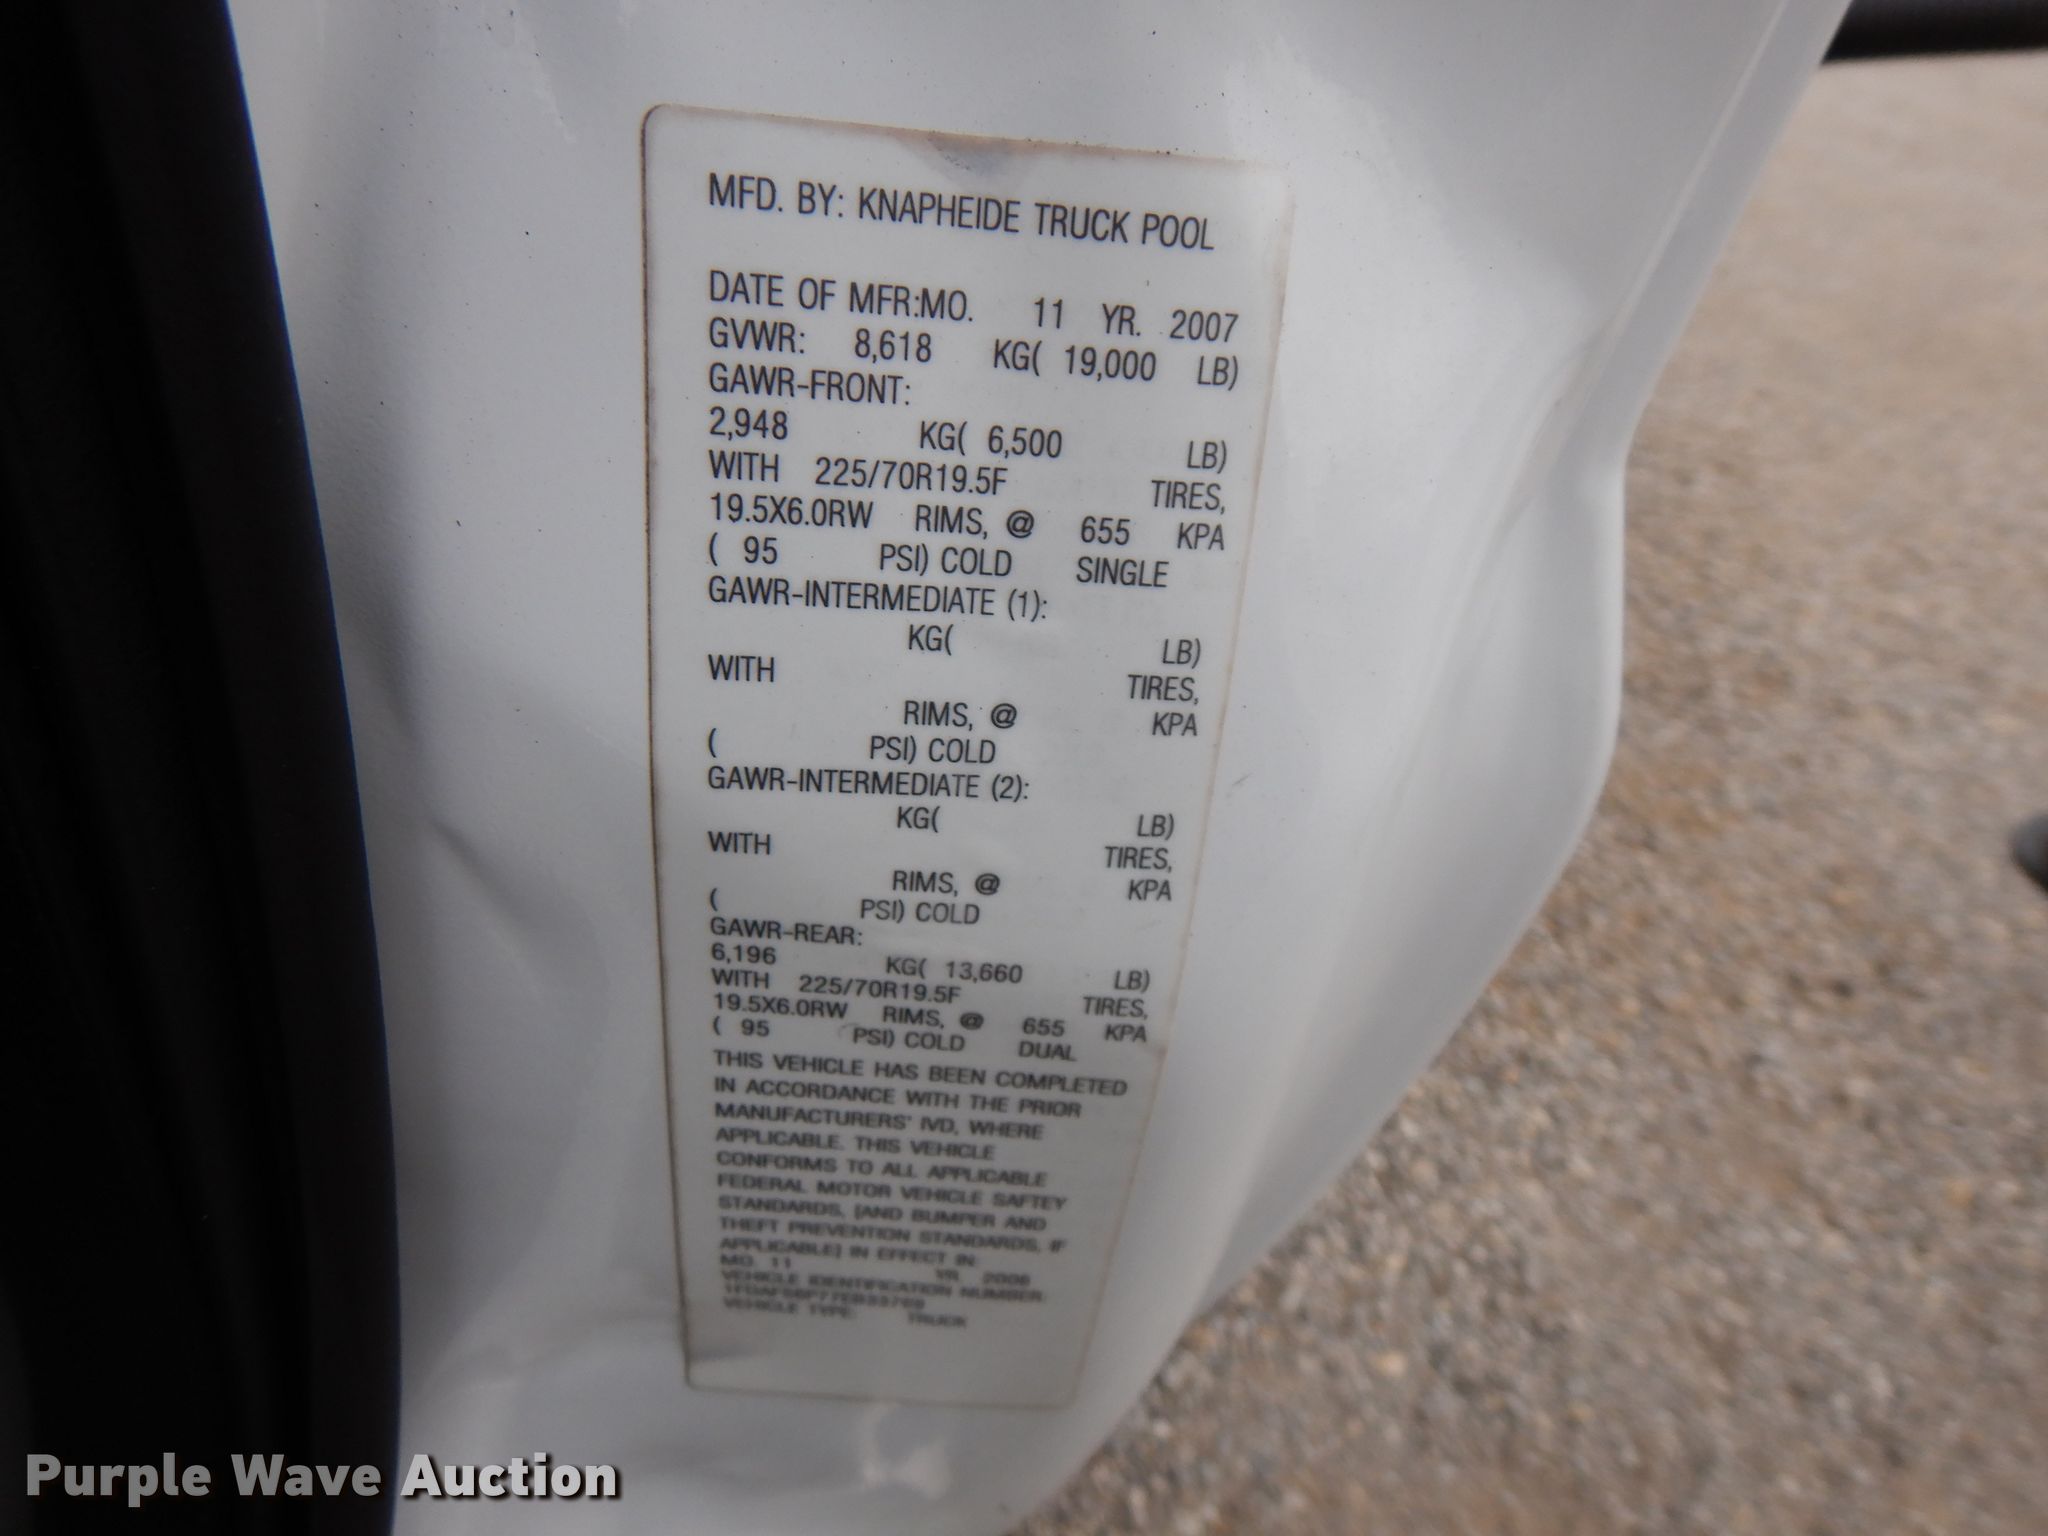 MFD. BY: KNAPHEIDE TRUCK POOL
DATE OF MFR:MO. 11 YR. 2007
GVWR: 8,618 KG( 19,000 LB)
GAWR-FRONT:
2,948 KG( 6,500 LB)
WITH 225/70R19.5F TIRES,
19.5X6.0RW RIMS, @ 655 KPA
( 95 PSI) COLD SINGLE
GAWR-INTERMEDIATE (1):
KG( LB)
WITH TIRES,
RIMS, @ KPA
( PSI) COLD
GAWR-INTERMEDIATE (2):
KG( LB)
WITH TIRES,
RIMS, @ KPA
( PSI) COLD
GAWR-REAR:
6,196 KG( 13,660 LB)
WITH 225/70R19.5F TIRES,
19.5X6.0RW RIMS, @ 655 KPA
( 95 PSI) COLD DUAL
THIS VEHICLE HAS BEEN COMPLETED
IN ACCORDANCE WITH THE PRIOR
MANUFACTURERS' IVD, WHERE
APPLICABLE. THIS VEHICLE
CONFORMS TO ALL APPLICABLE
FEDERAL MOTOR VEHICLE SAFTEY
STANDARDS, [AND BUMPER AND
THEFT PREVENTION STANDARDS, IF
APPLICABLE] IN EFFECT IN:
MO. 11 YR. 2006
VEHICLE IDENTIFICATION NUMBER
VEHICLE TYPE: TRUCK
Purple Wave Auction